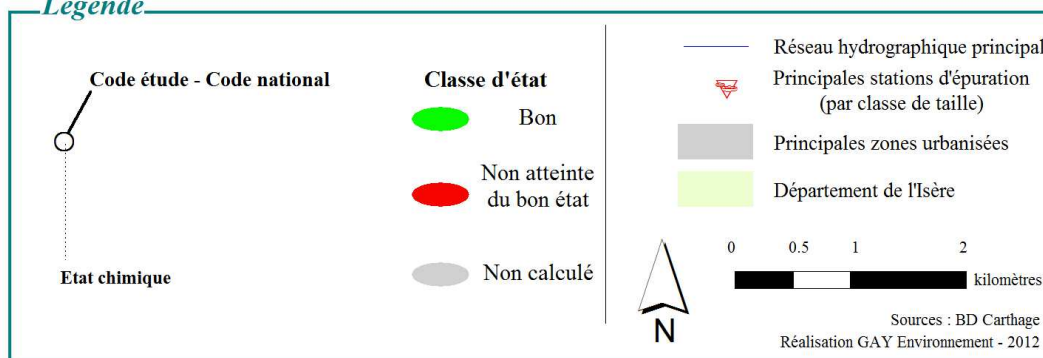 Légende
Code étude - Code national
Etat chimique
Classe d'état
Bon
Non atteinte
du bon état
Non calculé
Réseau hydrographique principal
Principales stations d'épuration
(par classe de taille)
Principales zones urbanisées
Département de l'Isère
0 0.5 1 2
kilomètres
N
Sources : BD Carthage
Réalisation GAY Environnement - 2012